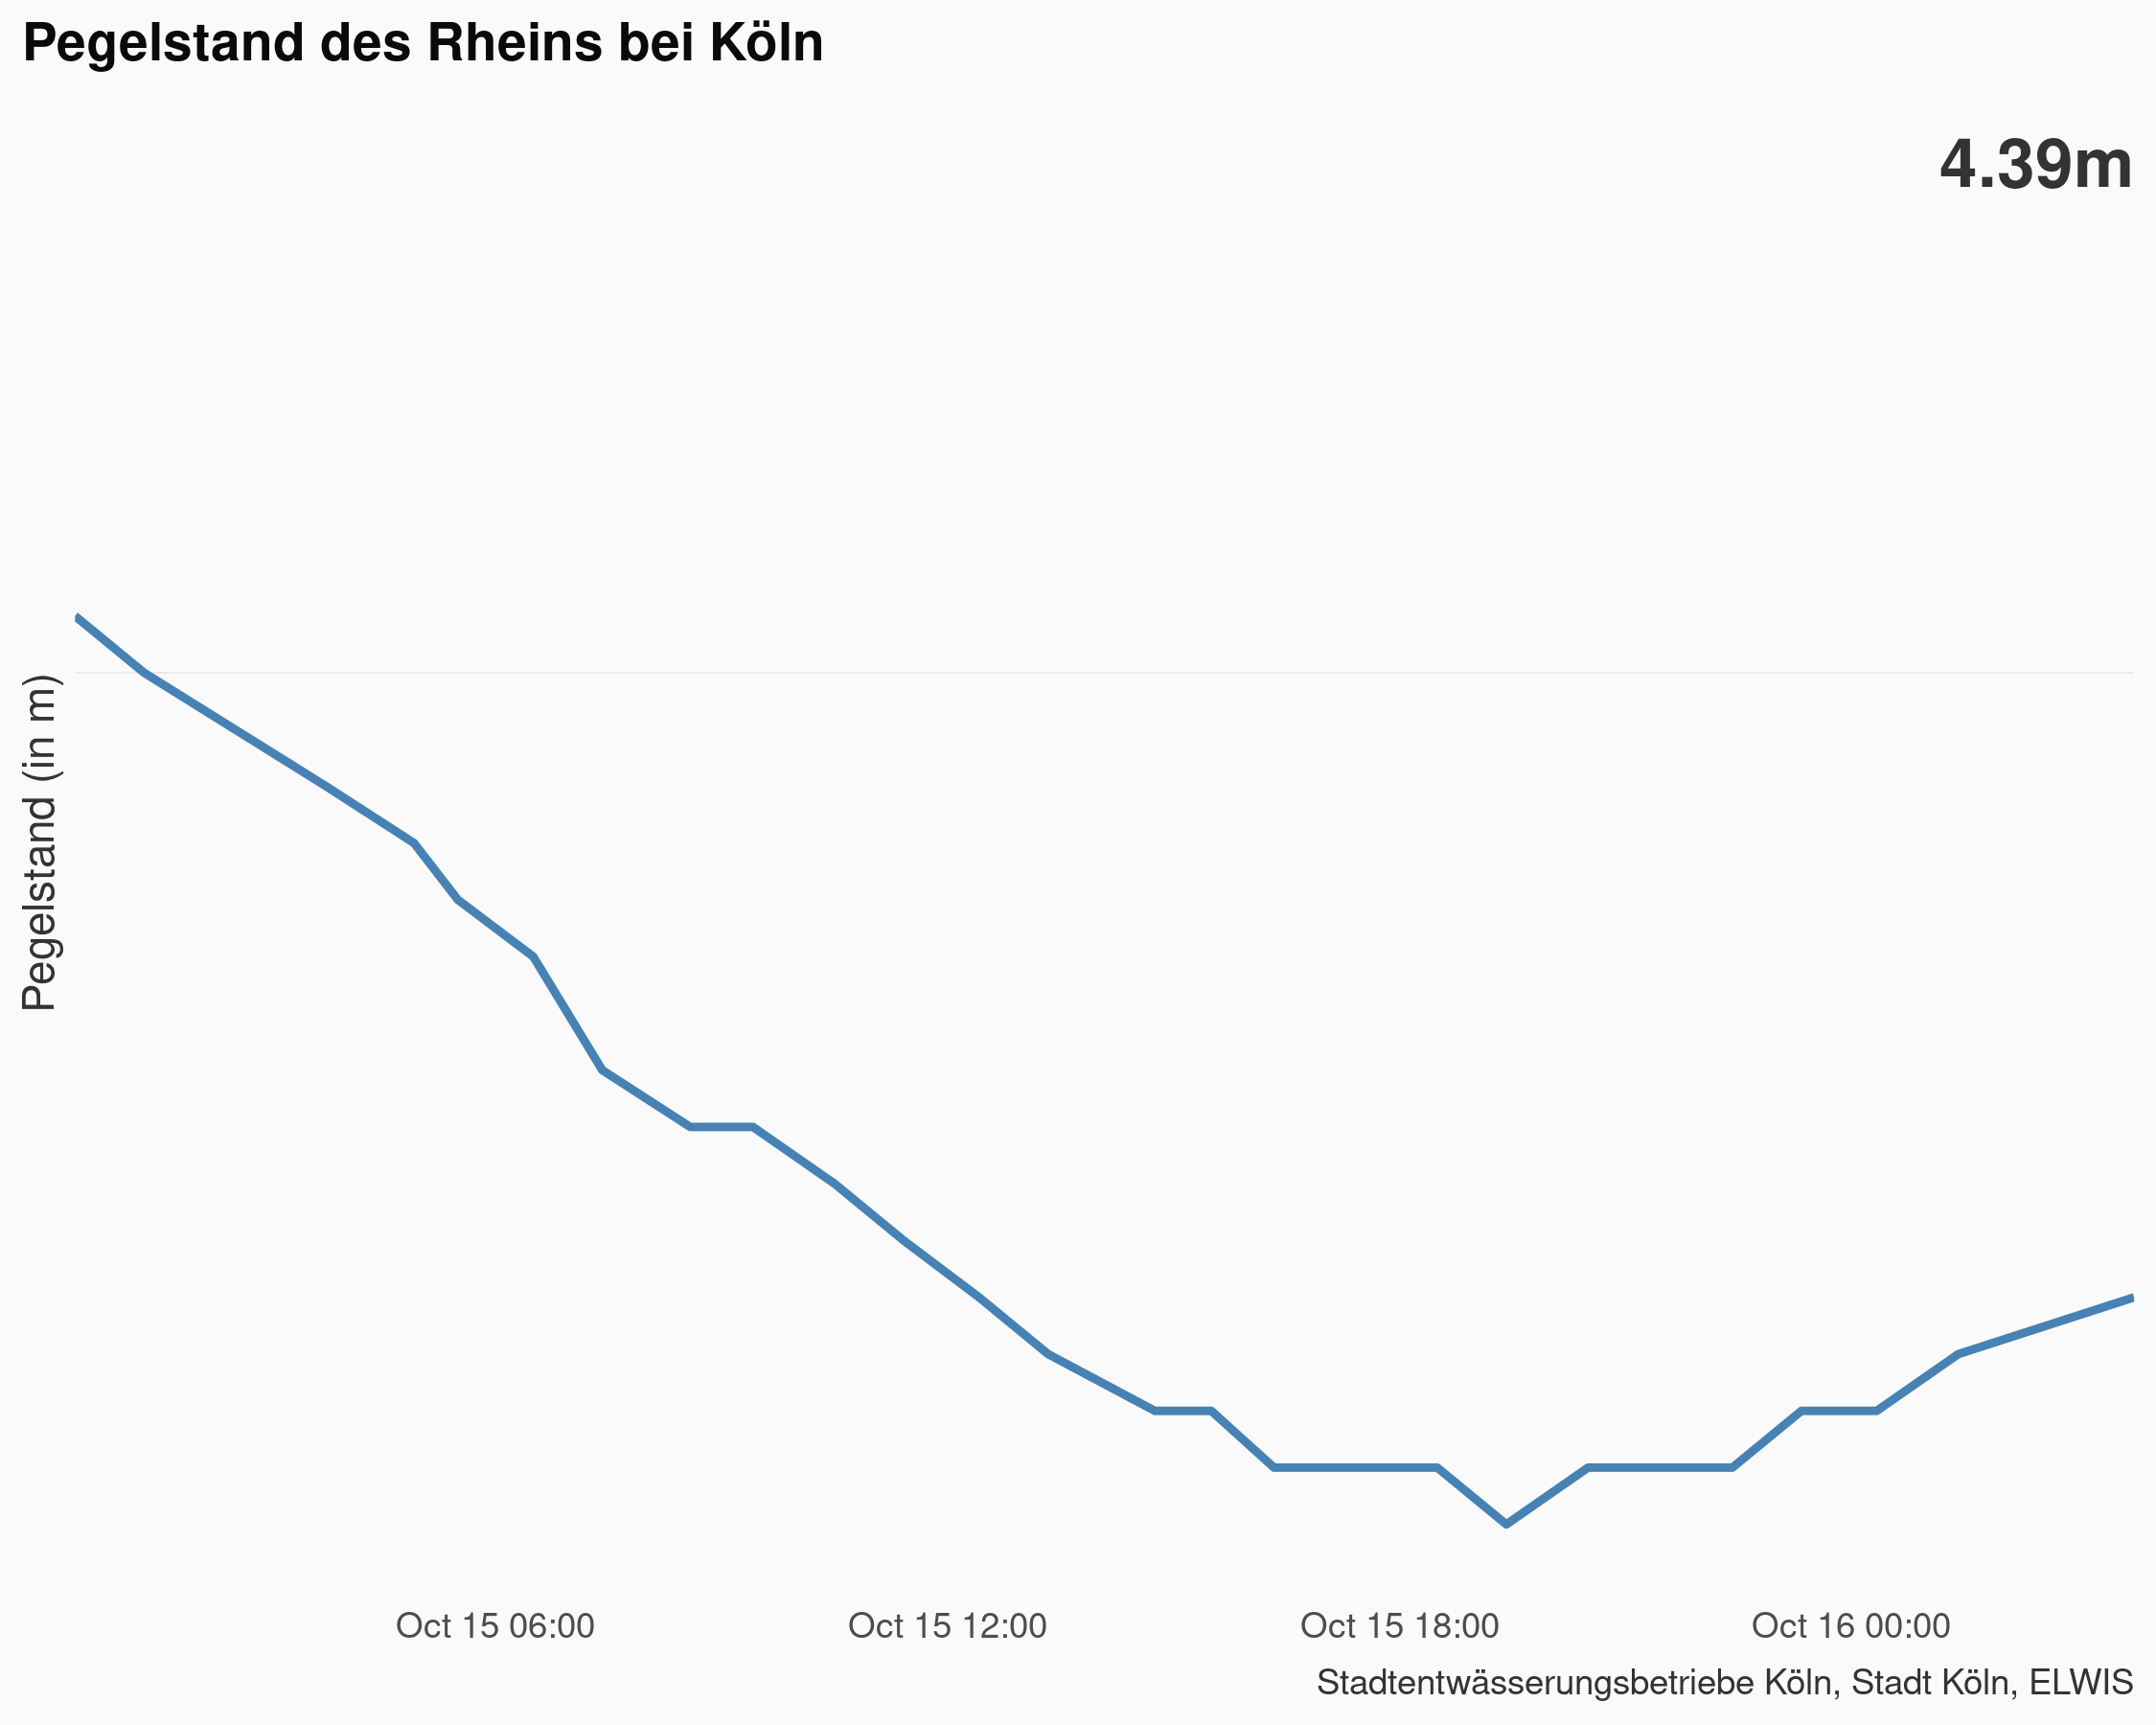 Pegelstand des Rheins bei Köln
4.39m
Pegelstand (in m)
Oct 15 06:00
Oct 15 12:00
Oct 15 18:00
Oct 16 00:00
Stadtentwässerungsbetriebe Köln, Stadt Köln, ELWIS